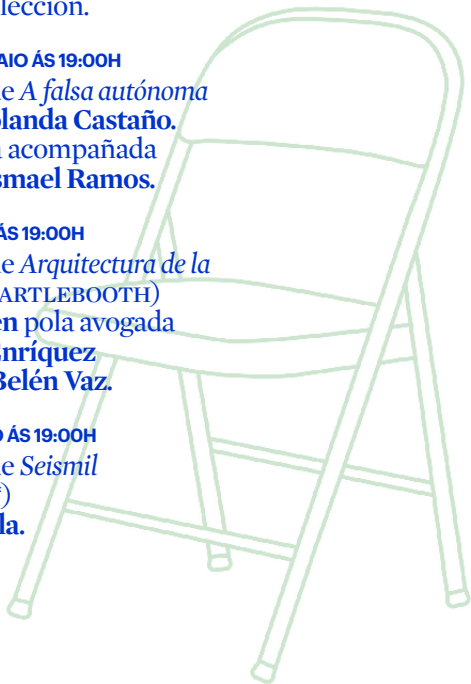 lección.
AIO ÁS 19:00H
e A falsa autónoma
olanda Castaño.
acompañada
smael Ramos.
ÁS 19:00H
e Arquitectura de la
ARTLEBOOTH)
en pola avogada
Enríquez
Belén Vaz.
O ÁS 19:00H
e Seismil
)
la.